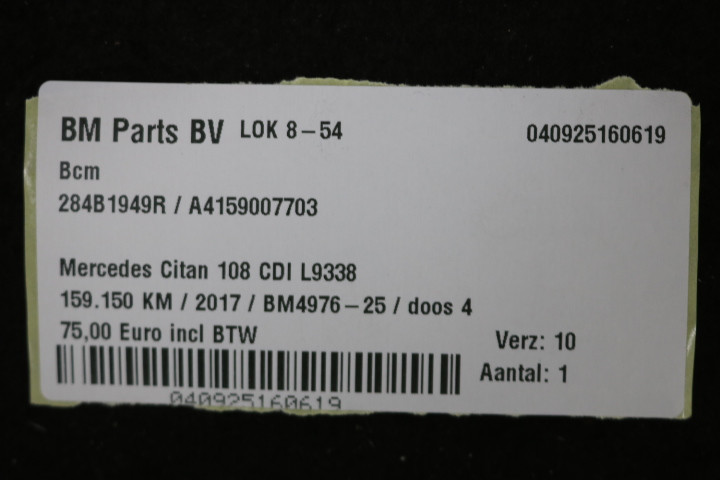 BM Parts BV LOK 8-54 040925160619
Bcm
284B1949R / A4159007703
Mercedes Citan 108 CDI L9338
159.150 KM / 2017 / BM4976-25 / doos 4
75,00 Euro incl BTW Verz: 10
Aantal: 1
040925160619